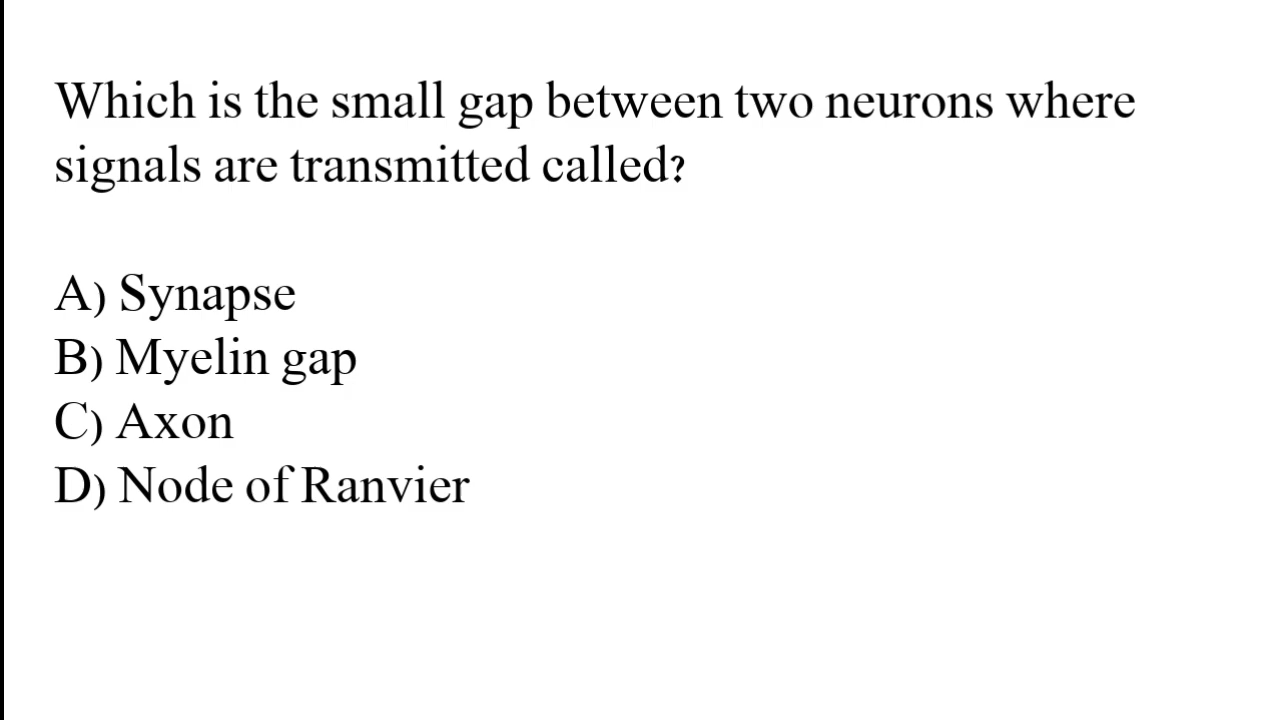 Which is the small gap between two neurons where
signals are transmitted called?
A) Synapse
B) Myelin gap
C) Axon
D) Node of Ranvier